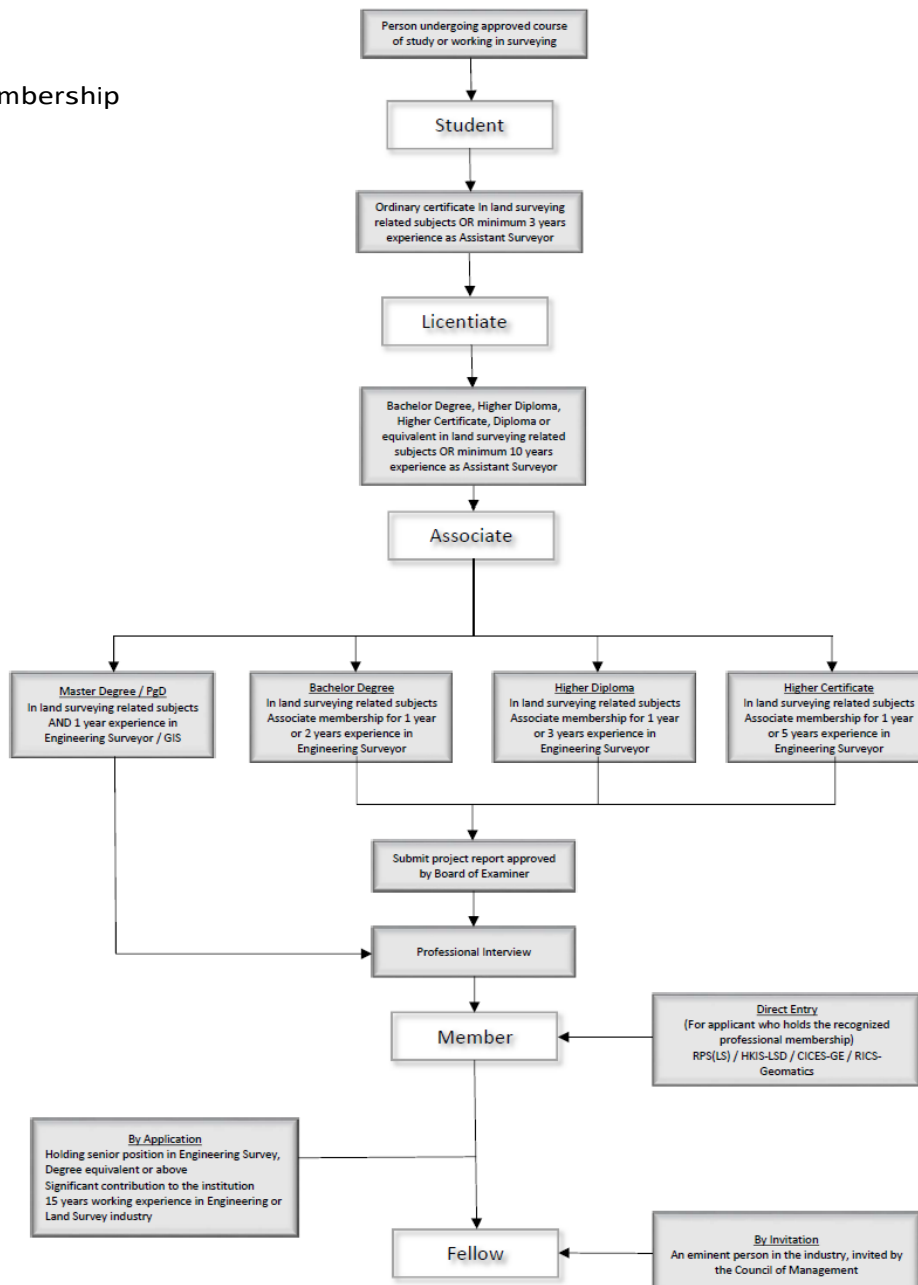 Person undergoing approved course
of study or working in surveying
mbership
Student
Ordinary certificate In land surveying
related subjects OR minimum 3 years
experience as Assistant Surveyor
Licentiate
Bachelor Degree, Higher Diploma,
Higher Certificate, Diploma or
equivalent in land surveying related
subjects OR minimum 10 years
experience as Assistant Surveyor
Associate
Master Degree / PgD
In land surveying related subjects
AND 1 year experience in
Engineering Surveyor / GIS
Bachelor Degree
In land surveying related subjects
Associate membership for 1 year
or 2 years experience in
Engineering Surveyor
Higher Diploma
In land surveying related subjects
Associate membership for 1 year
or 3 years experience in
Engineering Surveyor
Higher Certificate
In land surveying related subjects
Associate membership for 1 year
or 5 years experience in
Engineering Surveyor
Submit project report approved
by Board of Examiner
Professional Interview
Member
Direct Entry
(For applicant who holds the recognized
professional membership)
RPS(LS) / HKIS-LSD / CICES-GE / RICS-
Geomatics
By Application
Holding senior position in Engineering Survey,
Degree equivalent or above
Significant contribution to the institution
15 years working experience in Engineering or
Land Survey industry
Fellow
By Invitation
An eminent person in the industry, invited by
the Council of Management